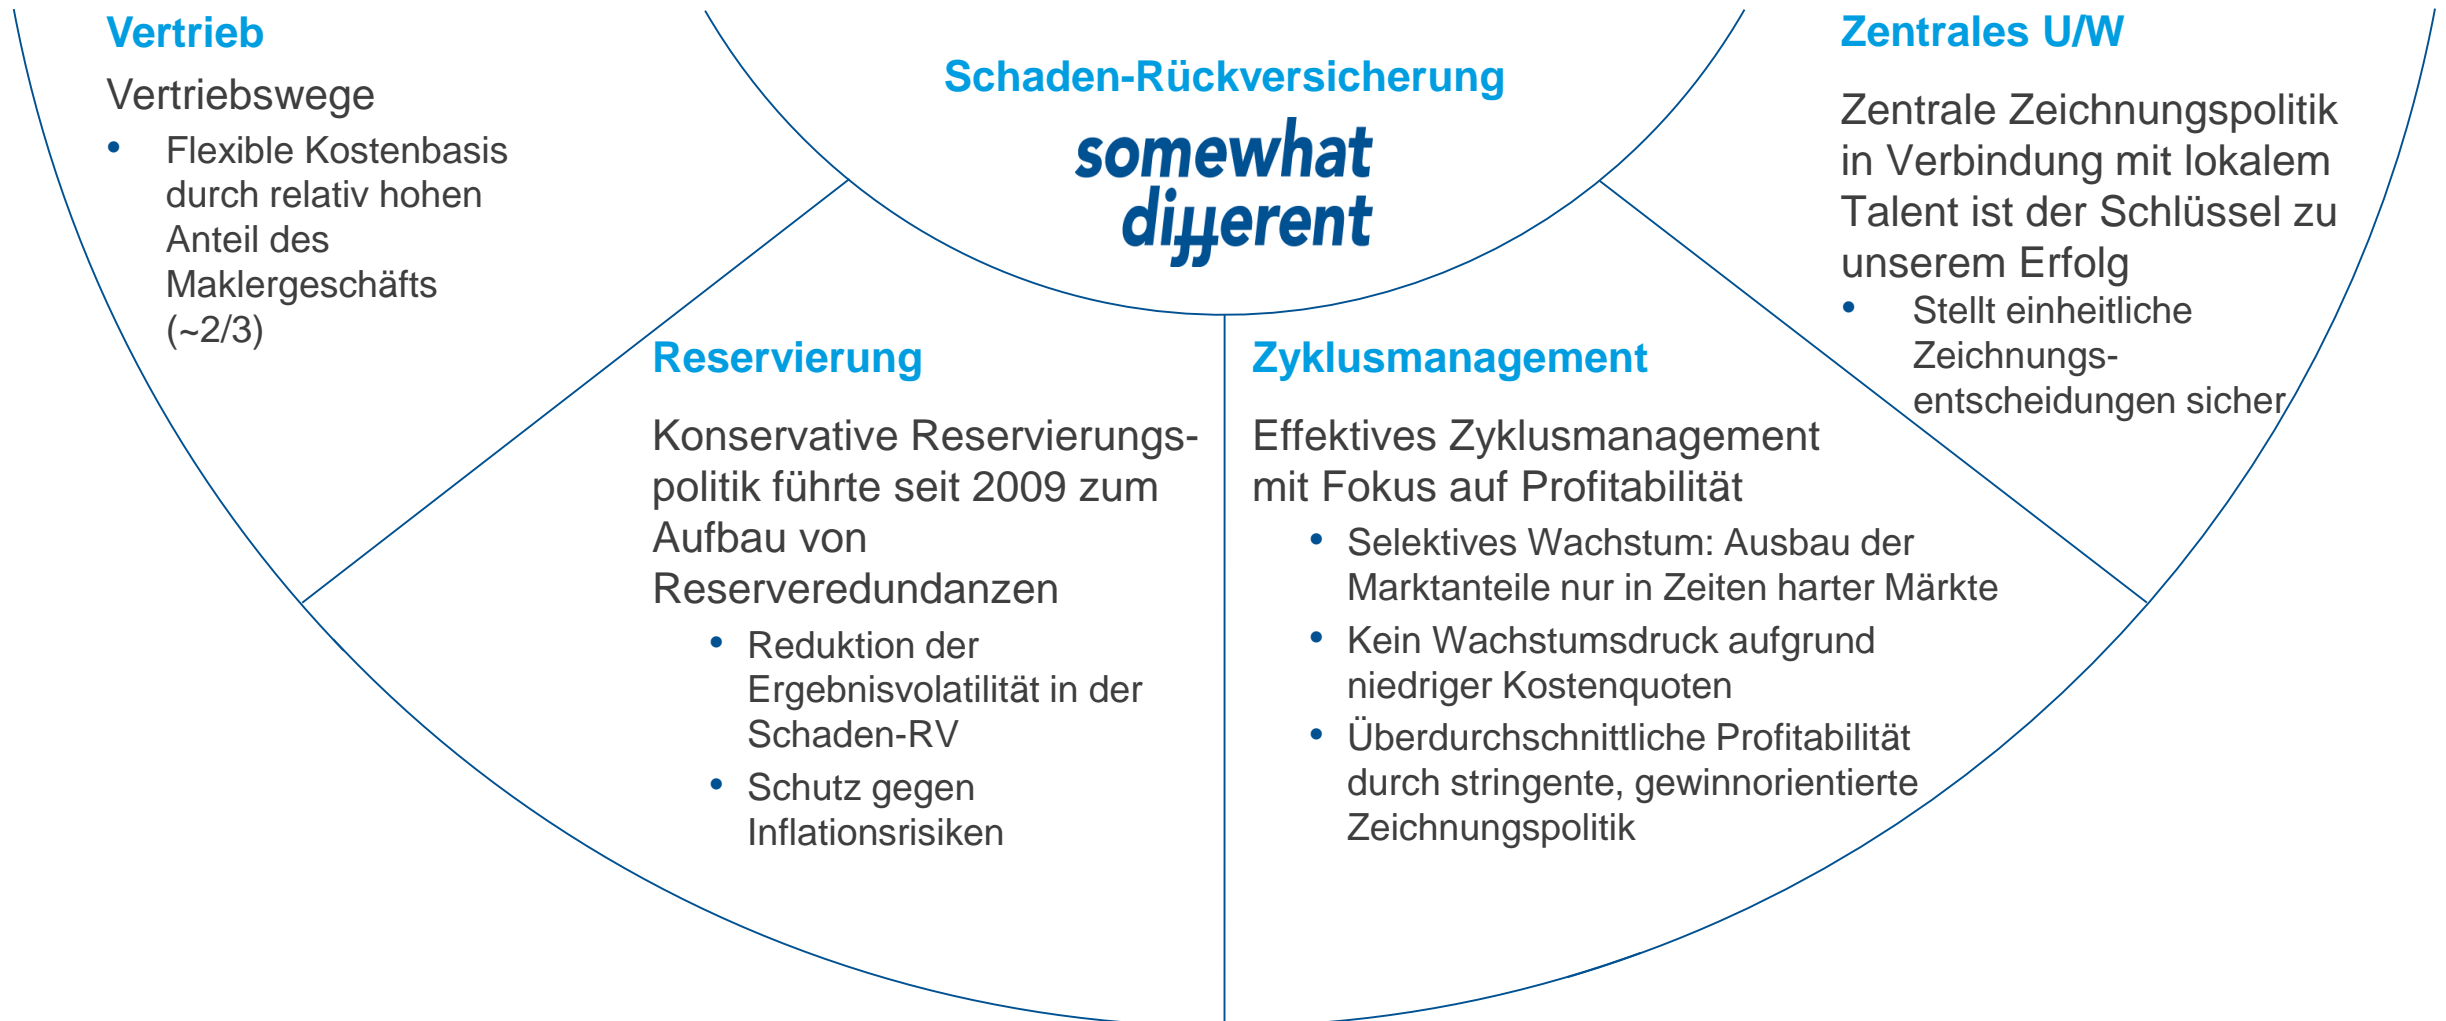 Vertrieb
Vertriebswege
• Flexible Kostenbasis
durch relativ hohen
Anteil des
Maklergeschäfts
(~2/3)
Schaden-Rückversicherung
somewhat
different
Zentrales U/W
Zentrale Zeichnungspolitik
in Verbindung mit lokalem
Talent ist der Schlüssel zu
unserem Erfolg
• Stellt einheitliche
Zeichnungs-
entscheidungen sicher
Reservierung
Konservative Reservierungs-
politik führte seit 2009 zum
Aufbau von
Reserveredundanzen
• Reduktion der
Ergebnisvolatilität in der
Schaden-RV
• Schutz gegen
Inflationsrisiken
Zyklusmanagement
Effektives Zyklusmanagement
mit Fokus auf Profitabilität
• Selektives Wachstum: Ausbau der
Marktanteile nur in Zeiten harter Märkte
• Kein Wachstumsdruck aufgrund
niedriger Kostenquoten
• Überdurchschnittliche Profitabilität
durch stringente, gewinnorientierte
Zeichnungspolitik